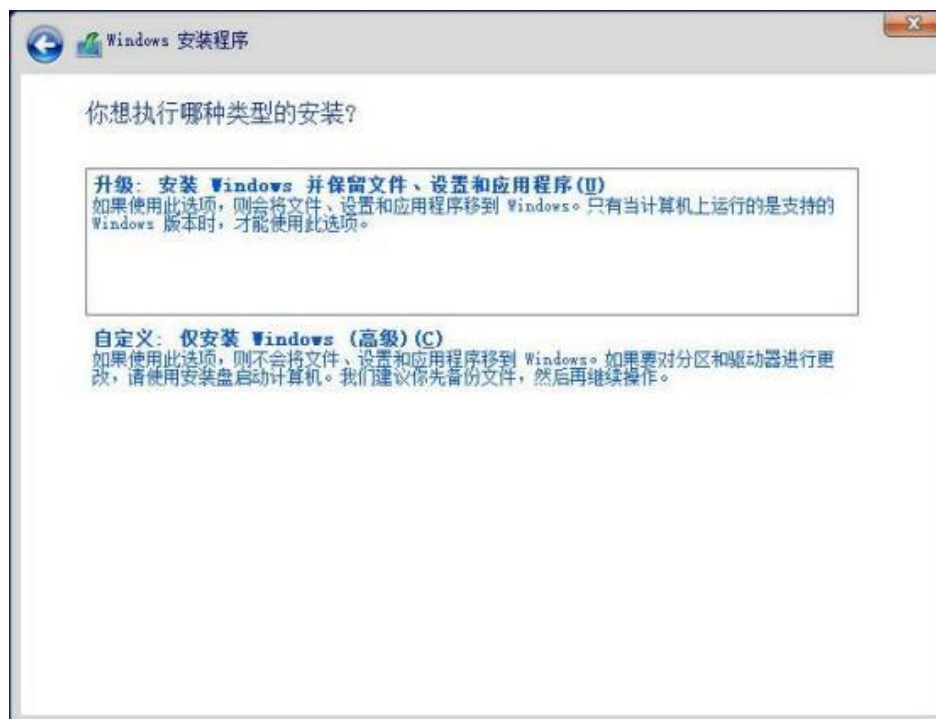 Windows 安装程序
你想执行哪种类型的安装?
升级: 安装 Windows 并保留文件、设置和应用程序(U)
如果使用此选项，则会将文件、设置和应用程序移到 Windows。只有当计算机上运行的是支持的
Windows 版本时，才能使用此选项。
自定义: 仅安装 Windows (高级)(C)
如果使用此选项，则不会将文件、设置和应用程序移到 Windows。如果要对分区和驱动器进行更
改，请使用安装盘启动计算机。我们建议你先备份文件，然后再继续操作。